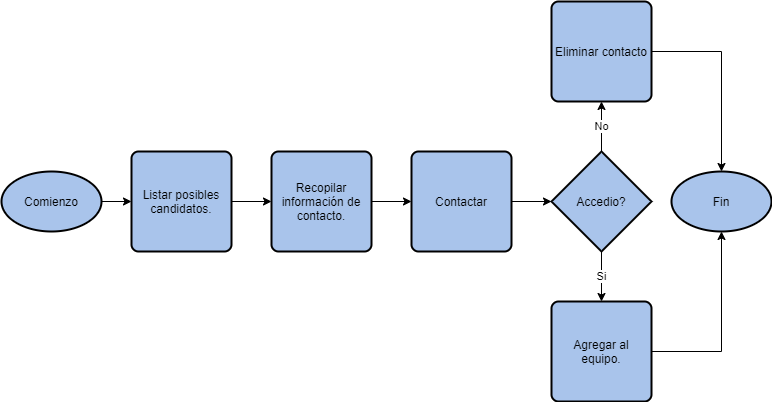 Eliminar contacto
No
Comienzo
Listar posibles
candidatos.
Recopilar
información de
contacto.
Contactar
Accedio?
Fin
Si
Agregar al
equipo.